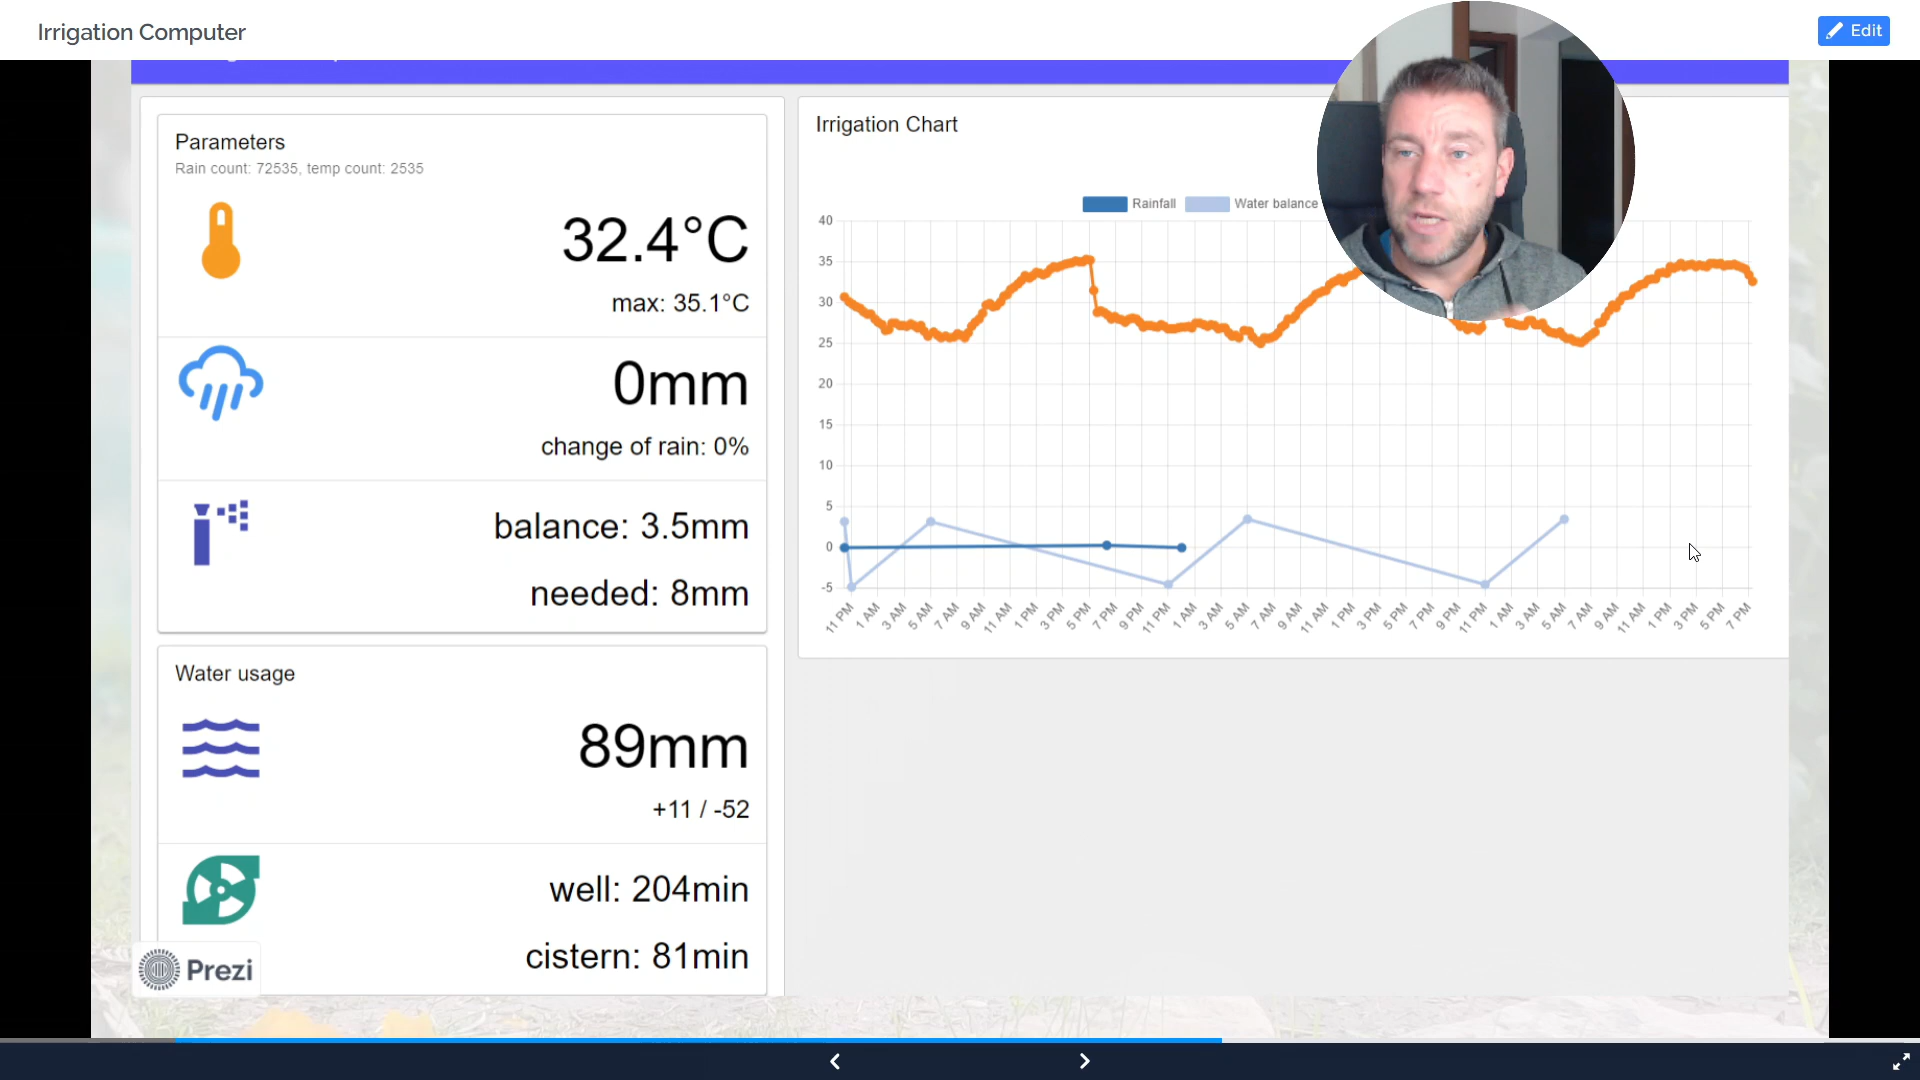 Irrigation Computer
Edit
Parameters
Rain count: 72535, temp count: 2535
32.4°C
max: 35.1°C
0mm
change of rain: 0%
balance: 3.5mm
needed: 8mm
Water usage
89mm
+11 / -52
well: 204min
cistern: 81min
Prezi
Irrigation Chart
Rainfall Water balance
40
35
30
25
20
15
10
5
0
-5
11 PM 1 AM 3 AM 5 AM 7 AM 9 AM 11 AM 1 PM 3 PM 5 PM 7 PM 9 PM 11 PM 1 AM 3 AM 5 AM 7 AM 9 AM 11 AM 1 PM 3 PM 5 PM 7 PM 9 PM 11 PM 1 AM 3 AM 5 AM 7 AM 9 AM 11 AM 1 PM 3 PM 5 PM 7 PM